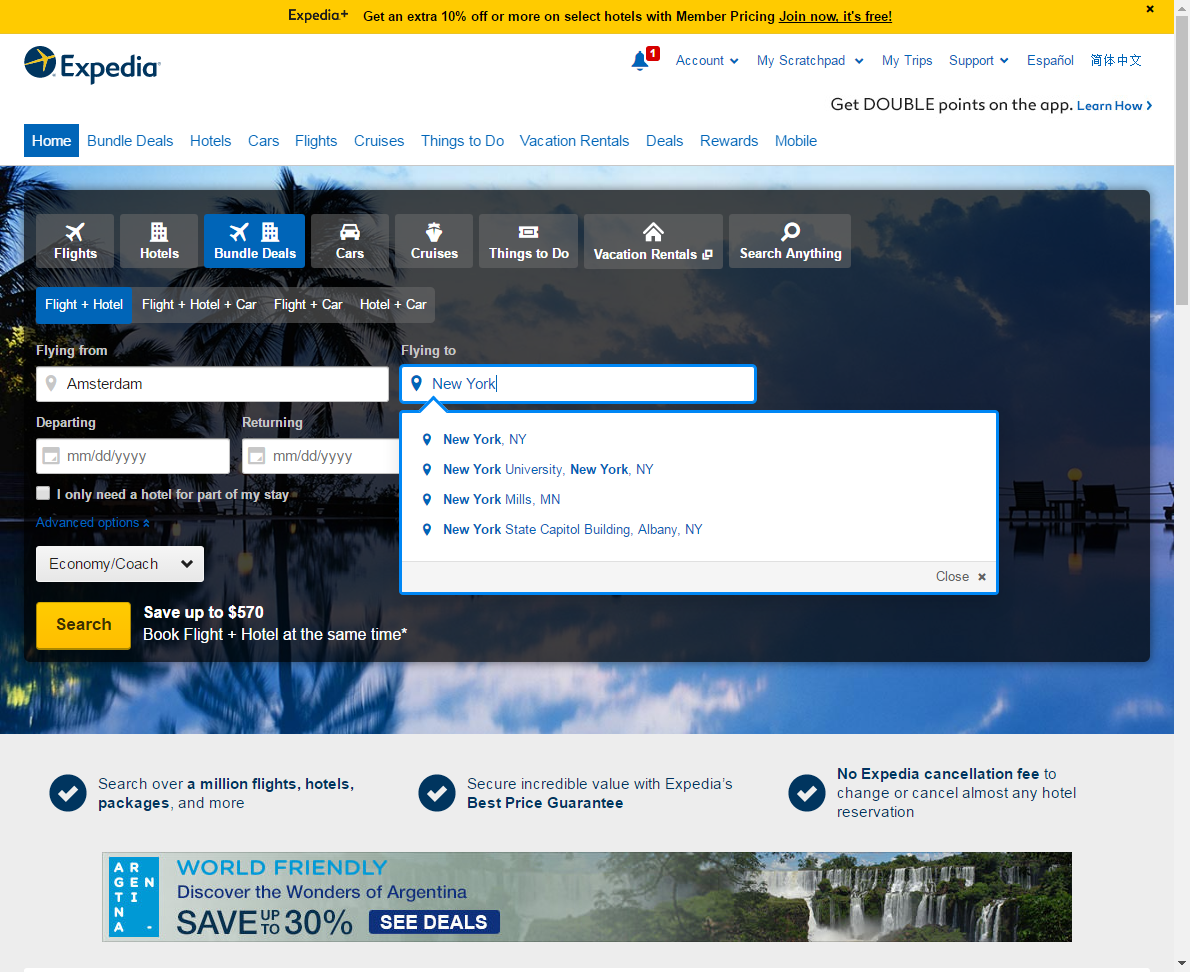 Expedia+ Get an extra 10% off or more on select hotels with Member Pricing Join now, it's free!
Expedia
1 Account My Scratchpad My Trips Support Español 简体中文
Get DOUBLE points on the app. Learn How
Home Bundle Deals Hotels Cars Flights Cruises Things to Do Vacation Rentals Deals Rewards Mobile
Flights Hotels Bundle Deals Cars Cruises Things to Do Vacation Rentals Search Anything
Flight + Hotel Flight + Hotel + Car Flight + Car Hotel + Car
Flying from Flying to
Amsterdam New York
Departing Returning
mm/dd/yyyy mm/dd/yyyy
New York, NY
New York University, New York, NY
New York Mills, MN
New York State Capitol Building, Albany, NY
Close
I only need a hotel for part of my stay
Advanced options
Economy/Coach
Search
Save up to $570
Book Flight + Hotel at the same time*
Search over a million flights, hotels,
packages, and more
Secure incredible value with Expedia's
Best Price Guarantee
No Expedia cancellation fee to
change or cancel almost any hotel
reservation
ARGENTINA
WORLD FRIENDLY
Discover the Wonders of Argentina
SAVE UP TO 30% SEE DEALS